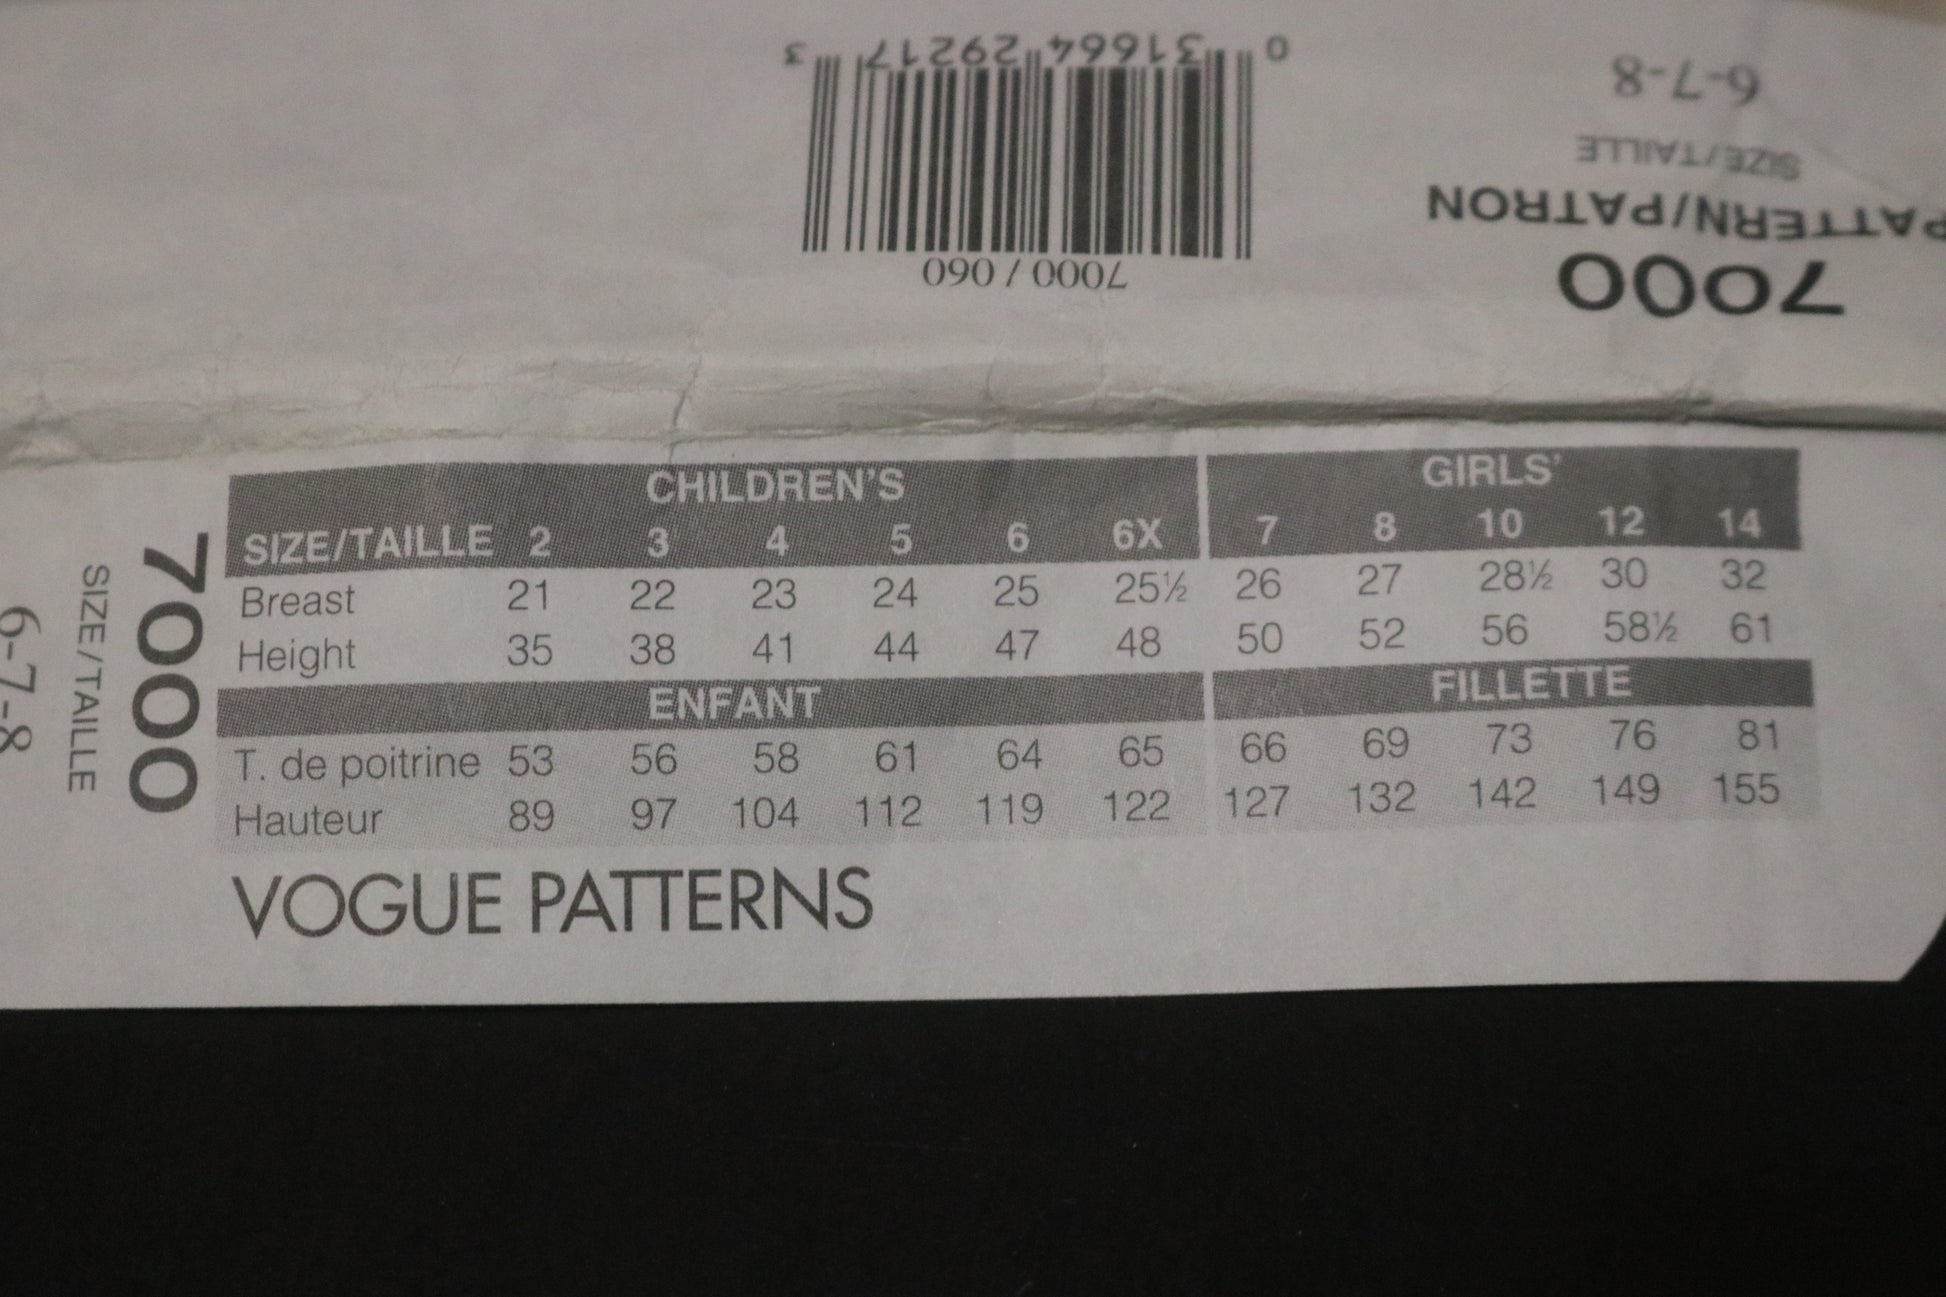 0 31664 29217 3
7000 / 060
6-7-8
SIZE/TAILLE
PATTERN/PATRON
7000
7000
SIZE/TAILLE
6-7-8
CHILDREN'S GIRLS'
SIZE/TAILLE 2 3 4 5 6 6X 7 8 10 12 14
Breast 21 22 23 24 25 25½ 26 27 28½ 30 32
Height 35 38 41 44 47 48 50 52 56 58½ 61
ENFANT FILLETTE
T. de poitrine 53 56 58 61 64 65 66 69 73 76 81
Hauteur 89 97 104 112 119 122 127 132 142 149 155
VOGUE PATTERNS